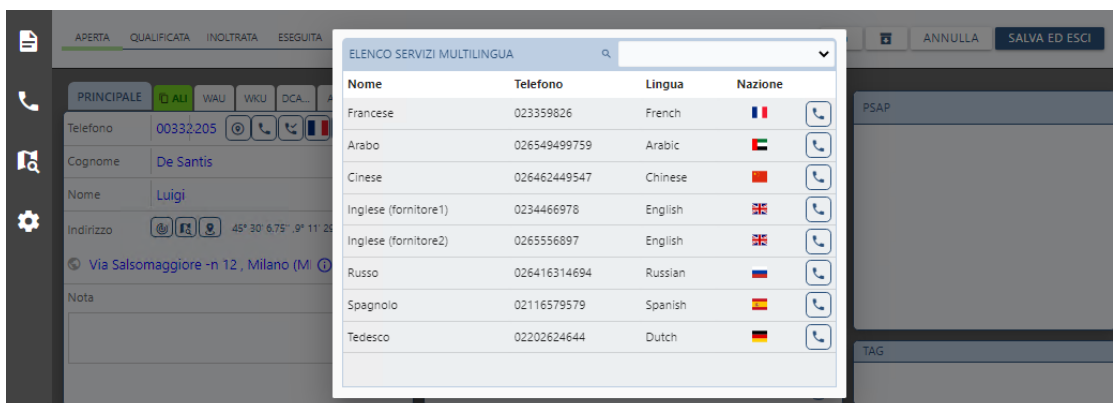 APERTA QUALIFICATA INOLTRATA ESEGUITA
ANNULLA SALVA ED ESCI
ELENCO SERVIZI MULTILINGUA
Nome Telefono Lingua Nazione
Francese 023359826 French
Arabo 026549499759 Arabic
Cinese 026462449547 Chinese
Inglese (fornitore1) 0234466978 English
Inglese (fornitore2) 0265556897 English
Russo 026416314694 Russian
Spagnolo 02116579579 Spanish
Tedesco 02202624644 Dutch
PRINCIPALE ALI WAU WKU DCA... A
Telefono 00332205
Cognome De Santis
Nome Luigi
Indirizzo 45° 30' 6.75'' ,9° 11' 29
Via Salsomaggiore -n 12 , Milano (MI
Nota
PSAP
TAG